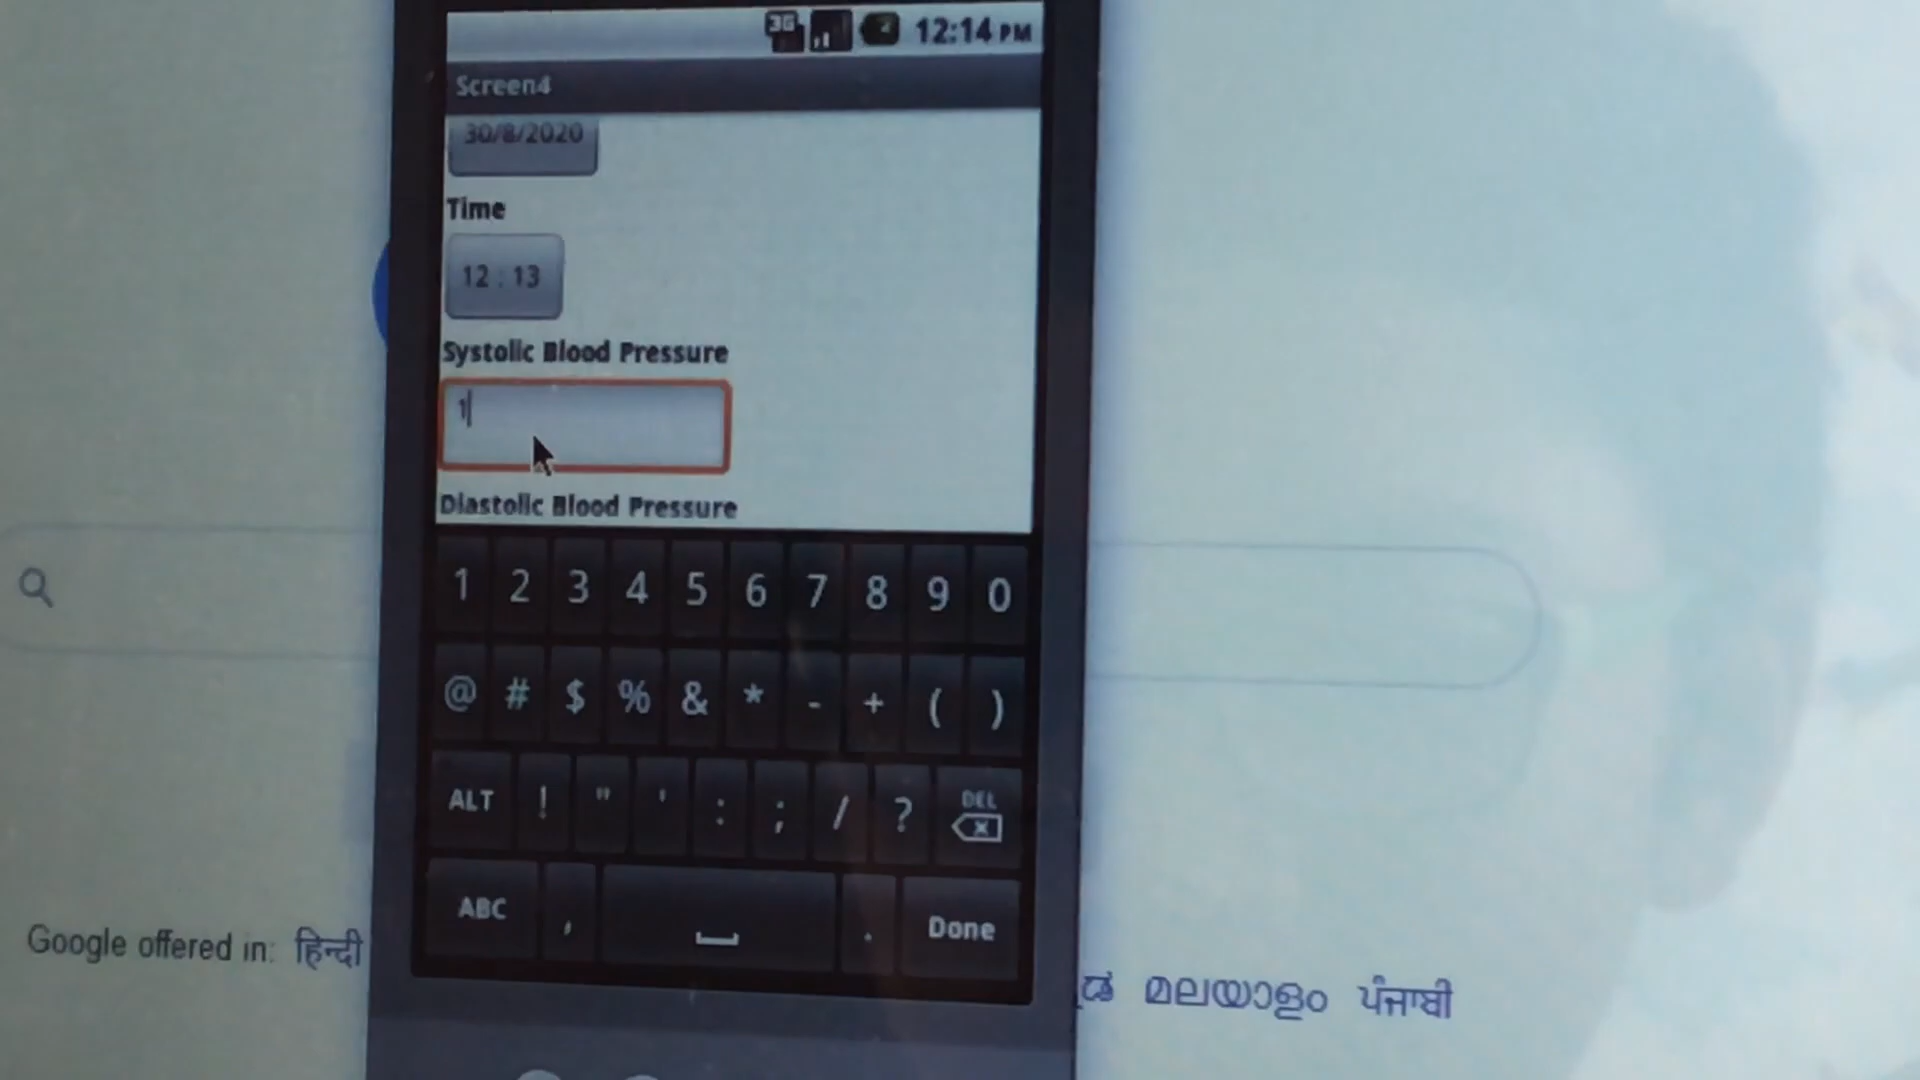 3G 12:14 PM
Screen4
30/8/2020
Time
12 : 13
Systolic Blood Pressure
1
Diastolic Blood Pressure
1 2 3 4 5 6 7 8 9 0
@ # $ % & * - + ( )
ALT ! " ' : ; / ? DEL
ABC , . Done
Google offered in: हिन्दी
മലയാളം ਪੰਜਾਬੀ